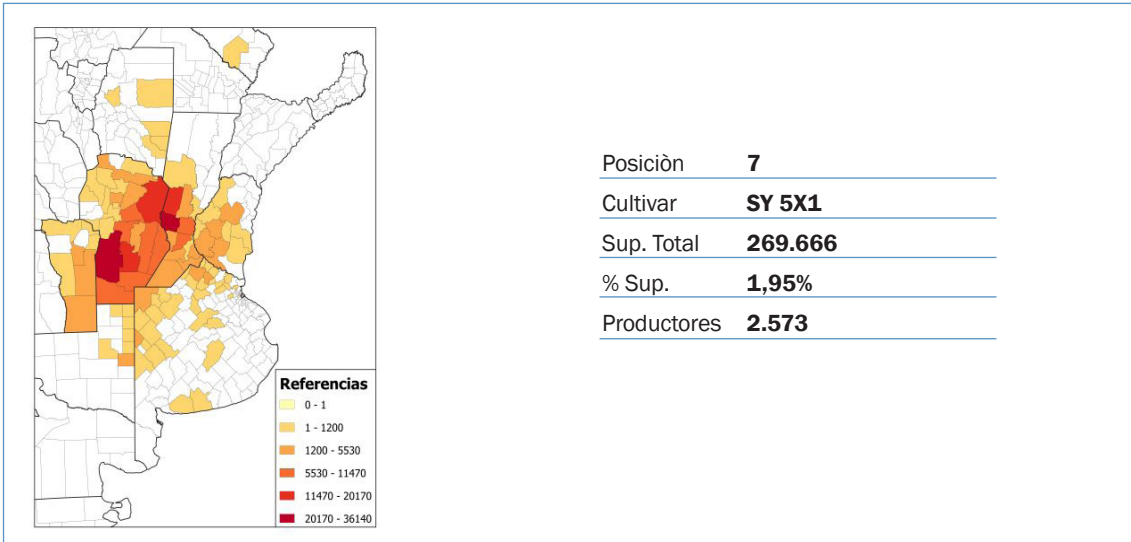 Referencias
0 - 1
1 - 1200
1200 - 5530
5530 - 11470
11470 - 20170
20170 - 36140
Posiciòn 7
Cultivar SY 5X1
Sup. Total 269.666
% Sup. 1,95%
Productores 2.573